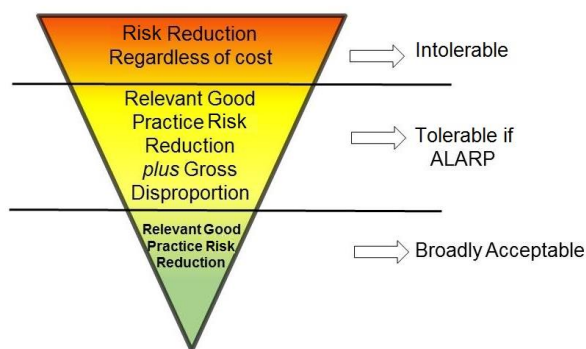 Risk Reduction
Regardless of cost
Intolerable
Relevant Good
Practice Risk
Reduction
plus Gross
Disproportion
Tolerable if
ALARP
Relevant Good
Practice Risk
Reduction
Broadly Acceptable